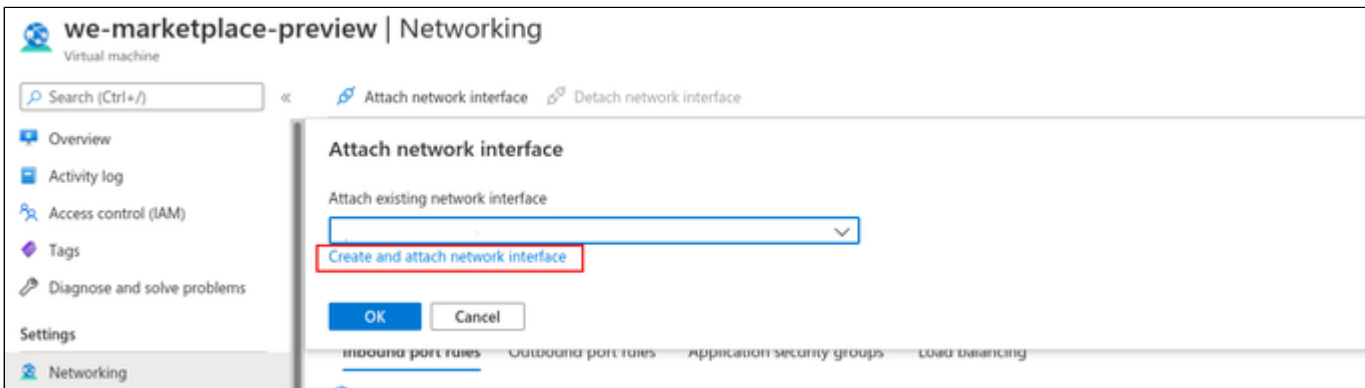 we-marketplace-preview | Networking
Virtual machine
Search (Ctrl+/)
«
Attach network interface
Detach network interface
Overview
Activity log
Access control (IAM)
Tags
Diagnose and solve problems
Settings
Networking
Attach network interface
Attach existing network interface
Create and attach network interface
OK
Cancel
Inbound port rules
Outbound port rules
Application security groups
Load balancing